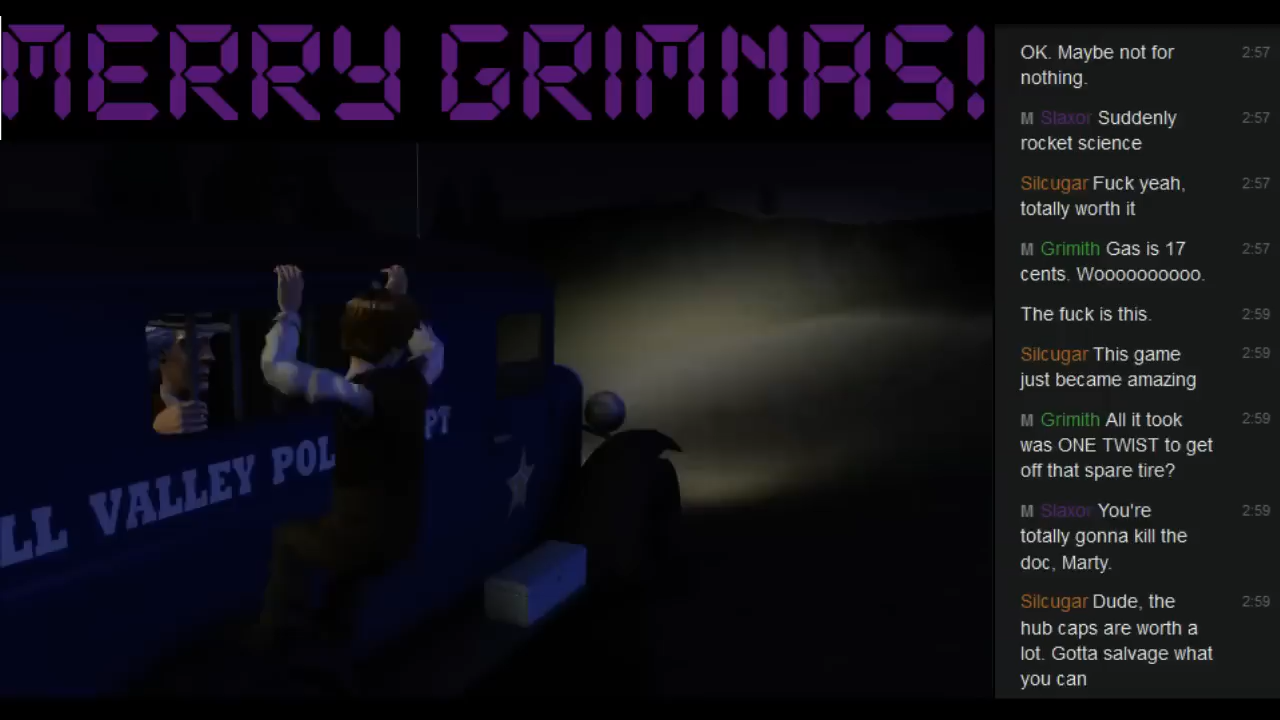 MERRY GRIMNAS!
LL VALLEY POL PT
OK. Maybe not for 2:57
nothing.
M Slaxor Suddenly 2:57
rocket science
Silcugar Fuck yeah, 2:57
totally worth it
M Grimith Gas is 17 2:57
cents. Woooooooooo.
The fuck is this. 2:59
Silcugar This game 2:59
just became amazing
M Grimith All it took 2:59
was ONE TWIST to get
off that spare tire?
M Slaxor You're 2:59
totally gonna kill the
doc, Marty.
Silcugar Dude, the 2:59
hub caps are worth a
lot. Gotta salvage what
you can